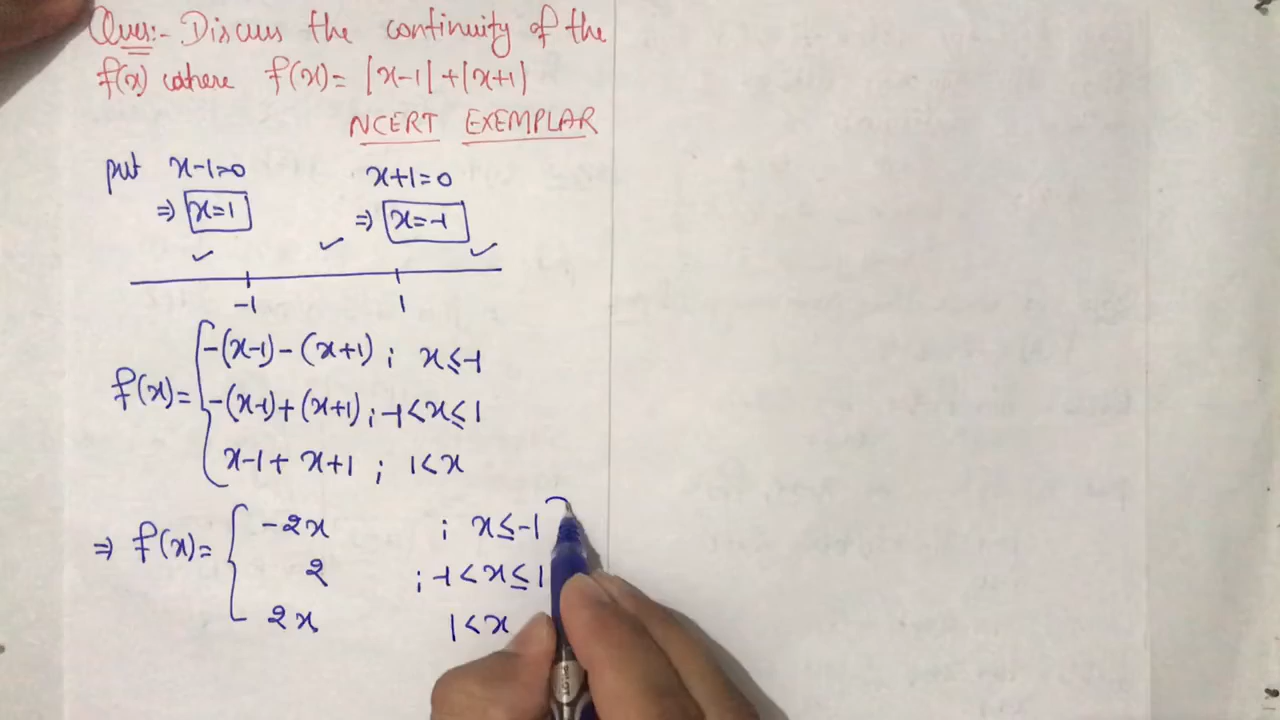 Ques:- Discuss the continuity of the
f(x) where f(x)= |x-1|+|x+1|
NCERT EXEMPLAR
put x-1=0 x+1=0
⇒ x=1 ⇒ x=-1
-1 1
f(x)= { -(x-1)-(x+1) ; x≤-1
-(x-1)+(x+1) ; -1<x≤1
x-1+x+1 ; 1<x
⇒ f(x)= { -2x ; x≤-1
2 ; -1<x≤1
2x 1<x